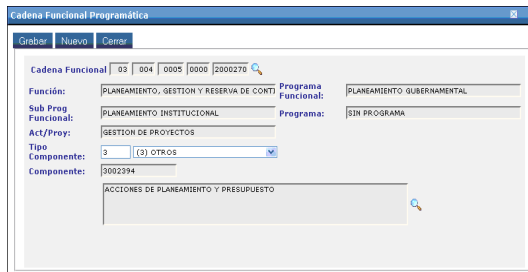 Cadena Funcional Programática
Grabar Nuevo Cerrar
Cadena Funcional 03 004 0005 0000 2000270
Función: PLANEAMIENTO, GESTION Y RESERVA DE CONTI Programa Funcional: PLANEAMIENTO GUBERNAMENTAL
Sub Prog Funcional: PLANEAMIENTO INSTITUCIONAL Programa: SIN PROGRAMA
Act/Proy: GESTION DE PROYECTOS
Tipo Componente: 3 (3) OTROS
Componente: 3002394
ACCIONES DE PLANEAMIENTO Y PRESUPUESTO